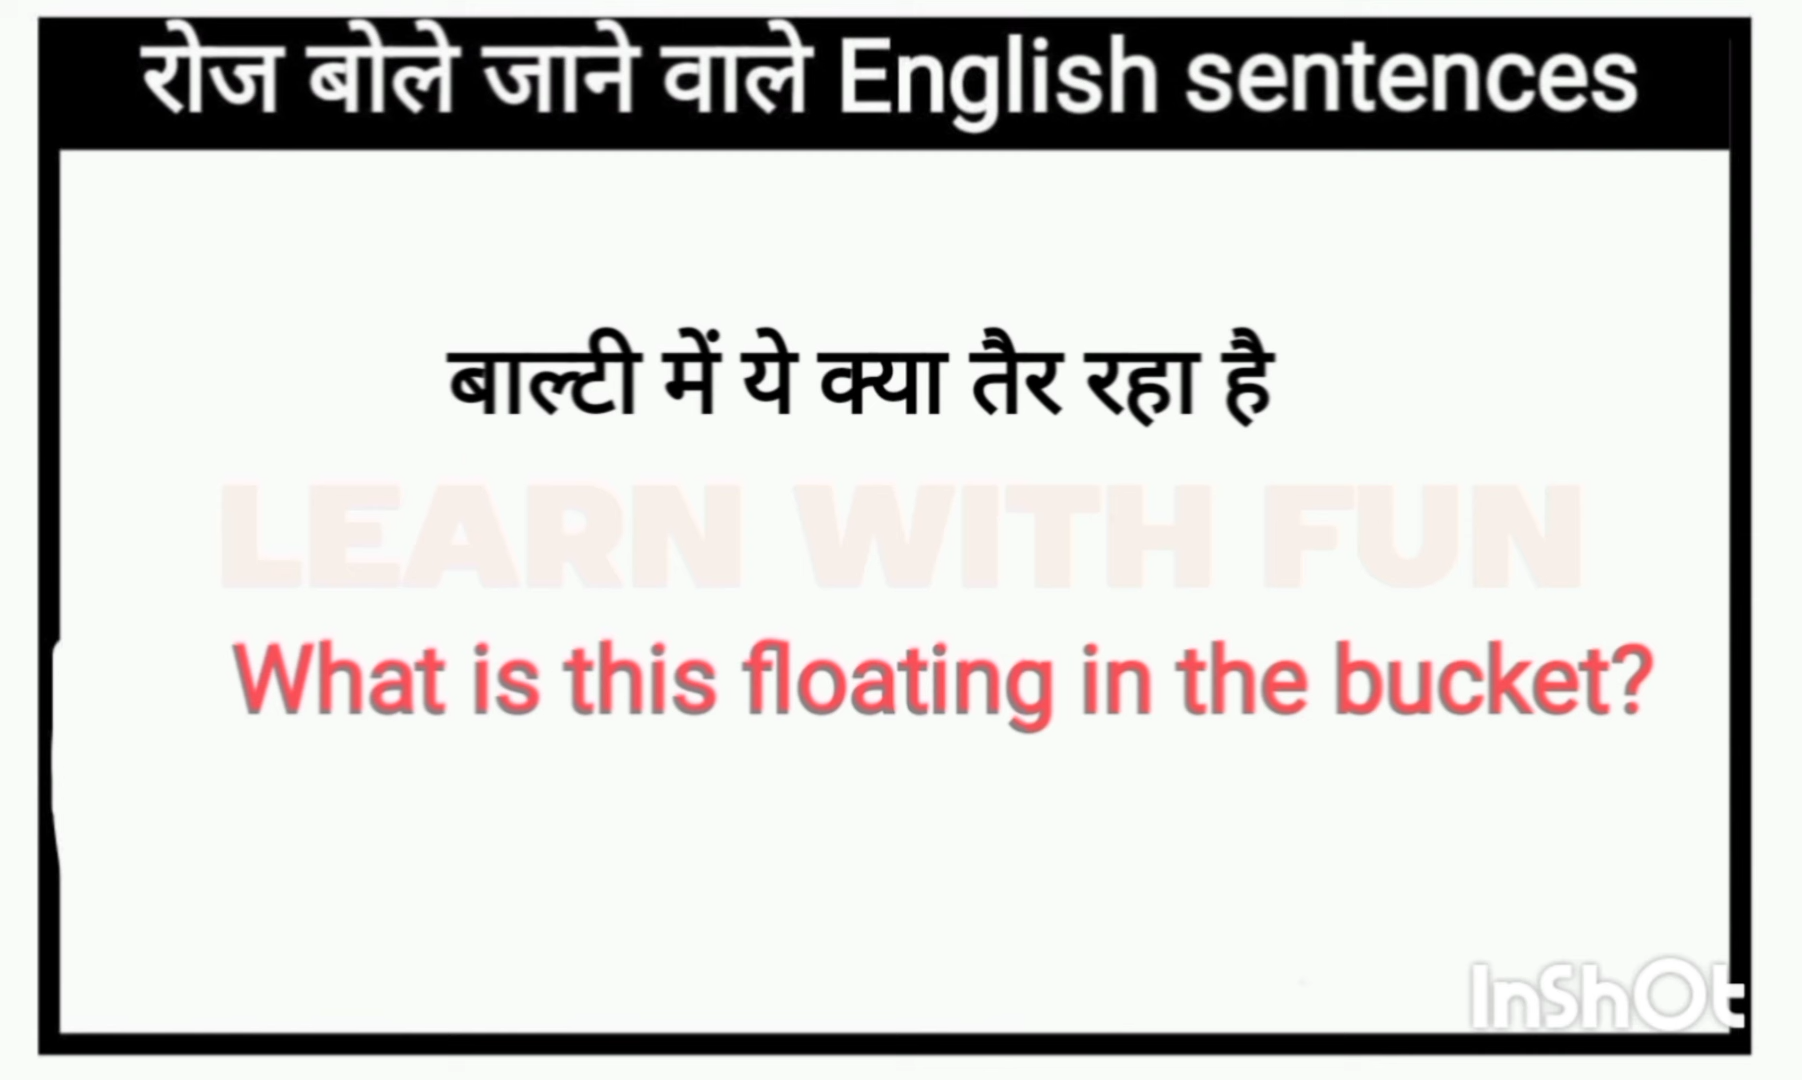 रोज बोले जाने वाले English sentences
बाल्टी में ये क्या तैर रहा है
LEARN WITH FUN
What is this floating in the bucket?
InShOt